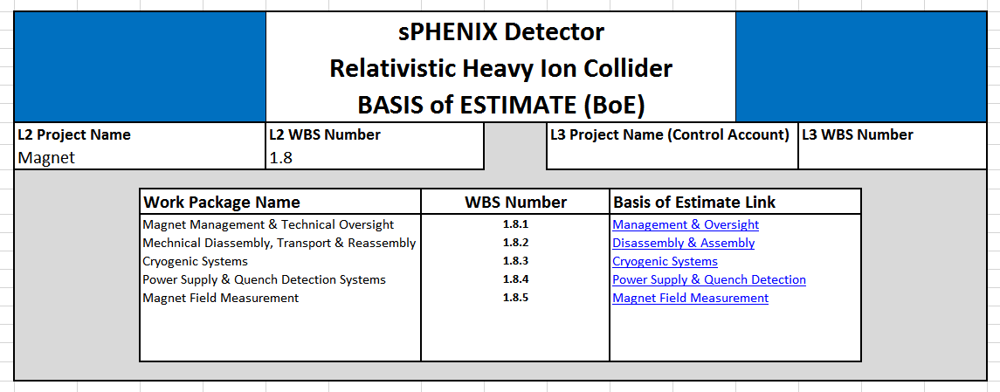 sPHENIX Detector
Relativistic Heavy Ion Collider
BASIS of ESTIMATE (BoE)
L2 Project Name L2 WBS Number L3 Project Name (Control Account) L3 WBS Number
Magnet 1.8
Work Package Name WBS Number Basis of Estimate Link
Magnet Management & Technical Oversight 1.8.1 Management & Oversight
Mechnical Diassembly, Transport & Reassembly 1.8.2 Disassembly & Assembly
Cryogenic Systems 1.8.3 Cryogenic Systems
Power Supply & Quench Detection Systems 1.8.4 Power Supply & Quench Detection
Magnet Field Measurement 1.8.5 Magnet Field Measurement